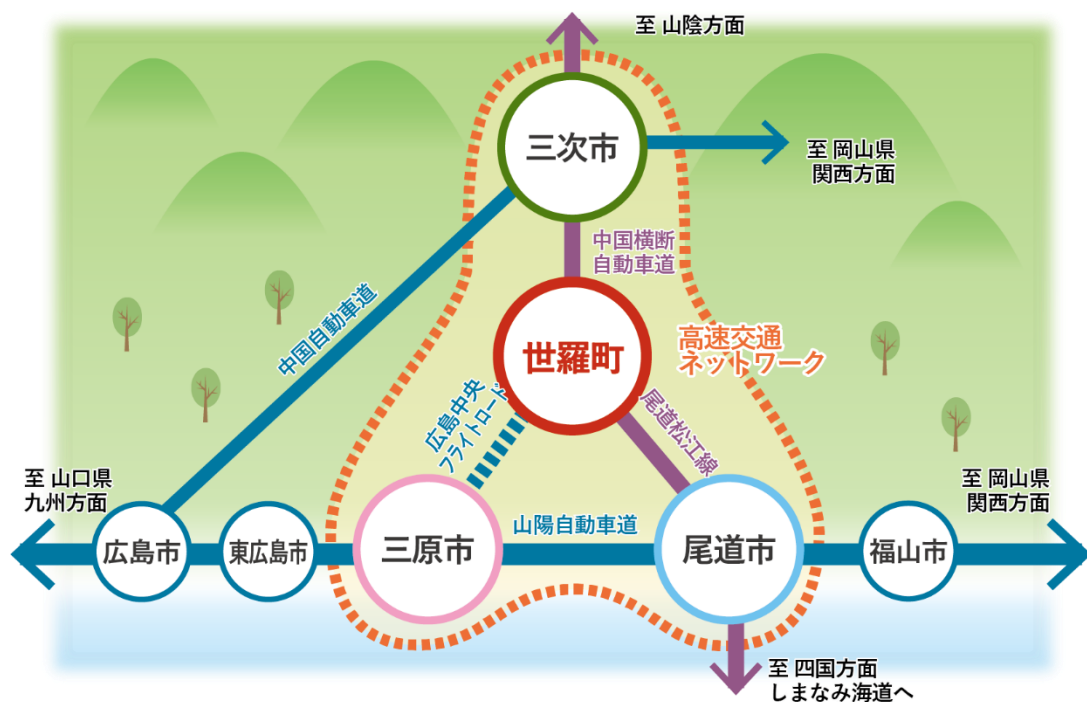 至 山陰方面
三次市
至 岡山県
関西方面
中国横断
自動車道
中国自動車道
世羅町
高速交通
ネットワーク
広島中央
フライトロード
尾道松江線
至 山口県
九州方面
至 岡山県
関西方面
広島市
東広島市
三原市
山陽自動車道
尾道市
福山市
至 四国方面
しまなみ海道へ